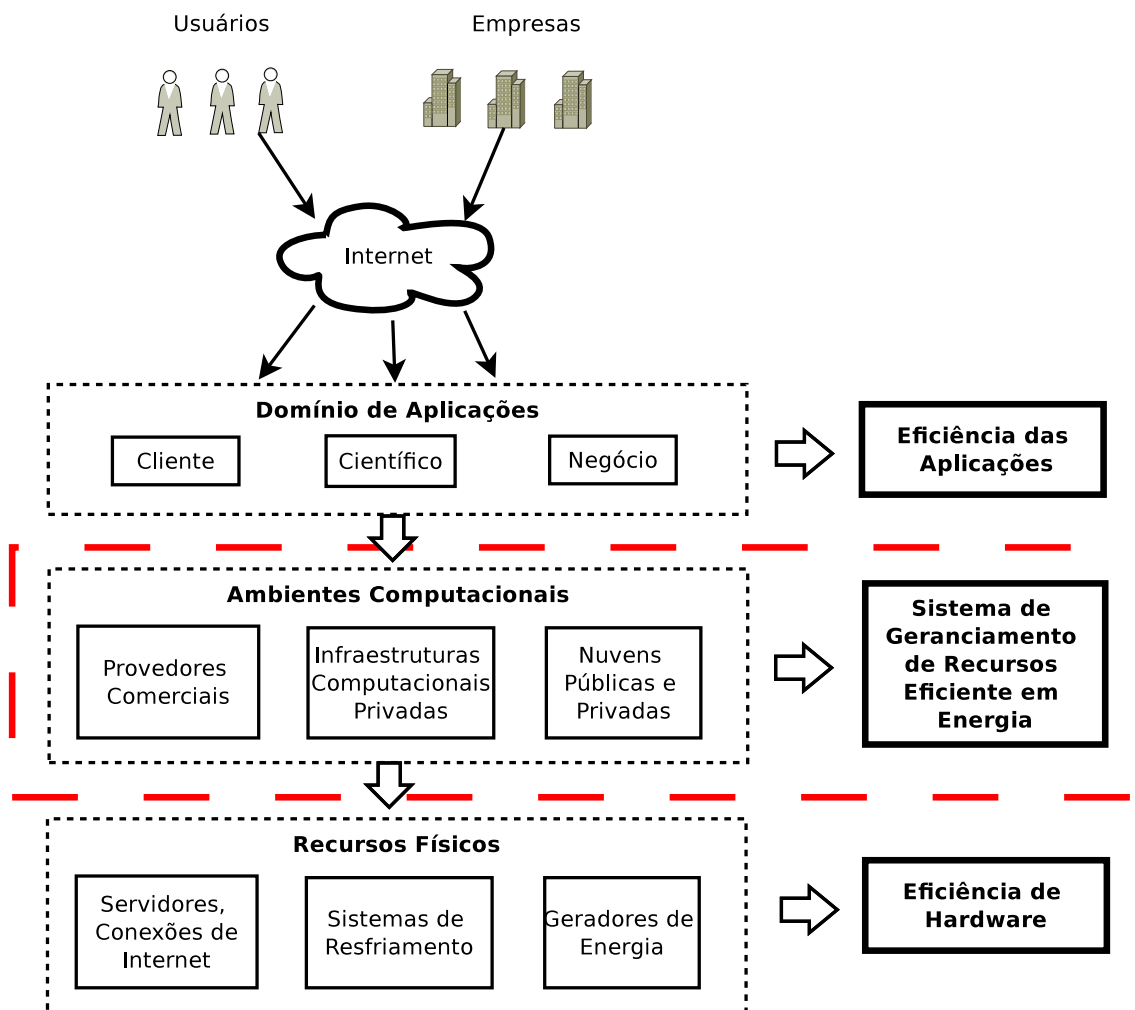 Usuários
Empresas
Internet
Domínio de Aplicações
Cliente
Científico
Negócio
Eficiência das
Aplicações
Ambientes Computacionais
Provedores
Comerciais
Infraestruturas
Computacionais
Privadas
Nuvens
Públicas e
Privadas
Sistema de
Geranciamento
de Recursos
Eficiente em
Energia
Recursos Físicos
Servidores,
Conexões de
Internet
Sistemas de
Resfriamento
Geradores de
Energia
Eficiência de
Hardware